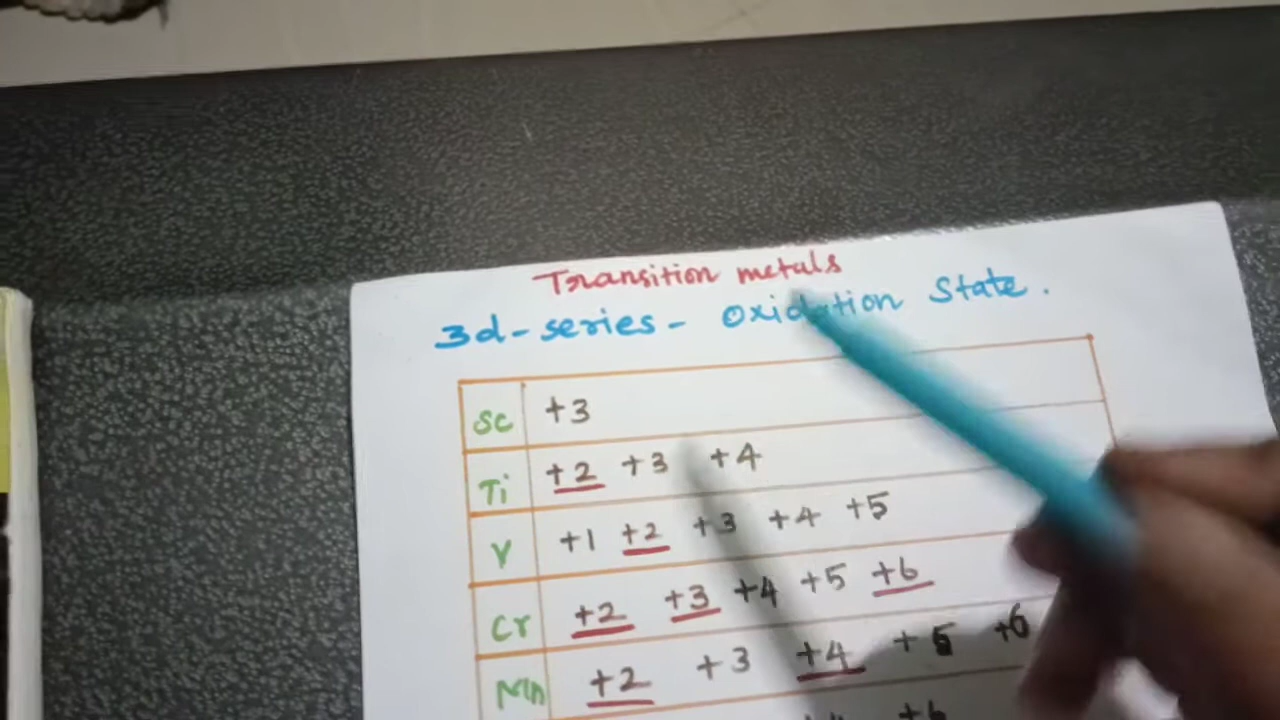 Transition metals
3d-series- Oxidation State.
Sc +3
Ti +2 +3 +4
V +1 +2 +3 +4 +5
Cr +2 +3 +4 +5 +6
Mn +2 +3 +4 +5 +6
+6